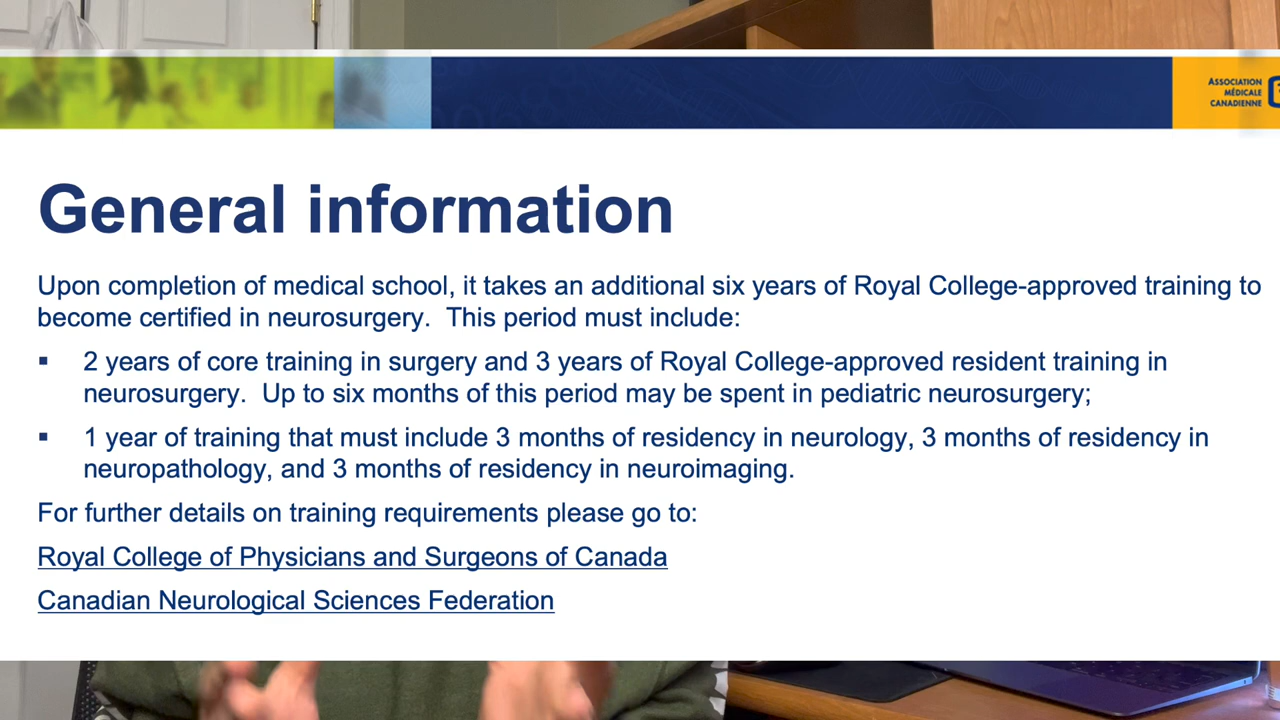 ASSOCIATION
MÉDICALE
CANADIENNE
General information
Upon completion of medical school, it takes an additional six years of Royal College-approved training to
become certified in neurosurgery.  This period must include:
▪ 2 years of core training in surgery and 3 years of Royal College-approved resident training in
neurosurgery.  Up to six months of this period may be spent in pediatric neurosurgery;
▪ 1 year of training that must include 3 months of residency in neurology, 3 months of residency in
neuropathology, and 3 months of residency in neuroimaging.
For further details on training requirements please go to:
Royal College of Physicians and Surgeons of Canada
Canadian Neurological Sciences Federation